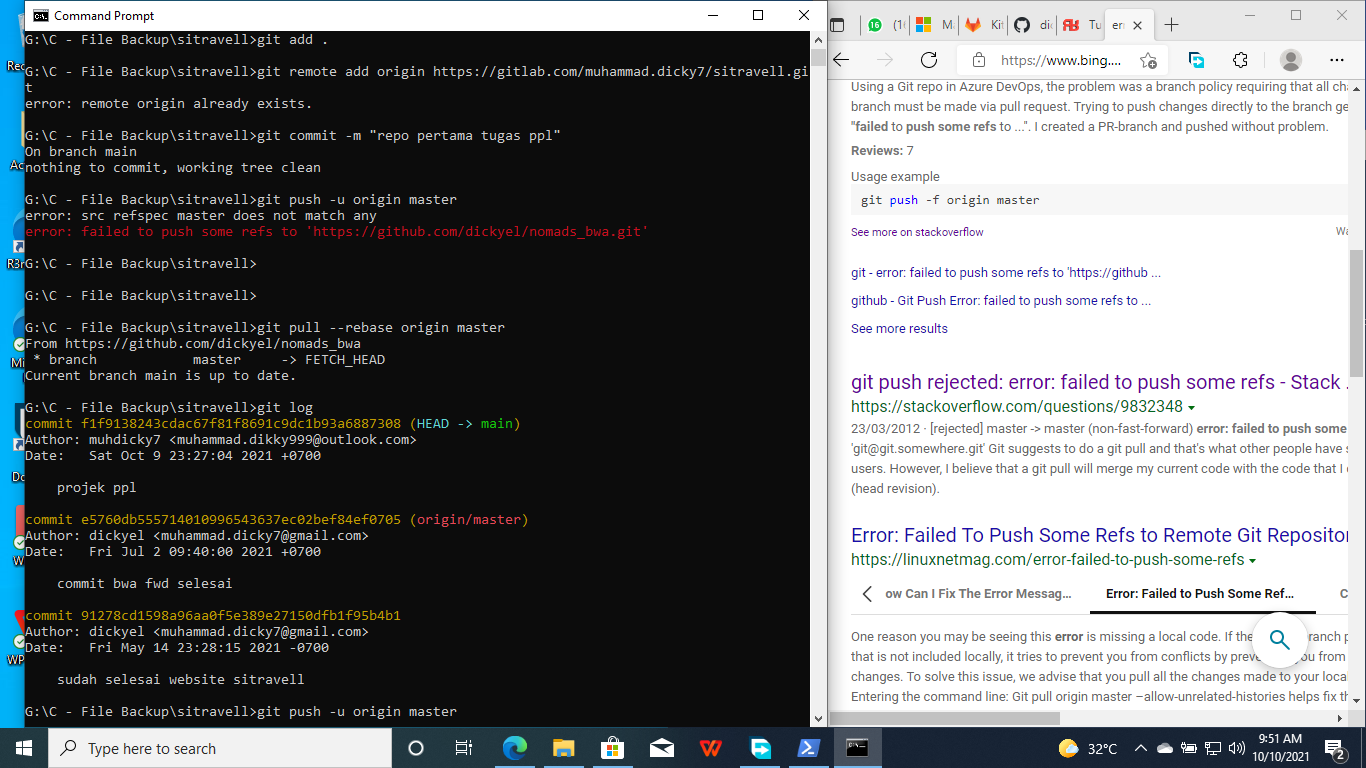 Command Prompt
G:\C - File Backup\sitravell>git add .
G:\C - File Backup\sitravell>git remote add origin https://gitlab.com/muhammad.dicky7/sitravell.gi
t
error: remote origin already exists.
G:\C - File Backup\sitravell>git commit -m "repo pertama tugas ppl"
On branch main
nothing to commit, working tree clean
G:\C - File Backup\sitravell>git push -u origin master
error: src refspec master does not match any
error: failed to push some refs to 'https://github.com/dickyel/nomads_bwa.git'
G:\C - File Backup\sitravell>
G:\C - File Backup\sitravell>
G:\C - File Backup\sitravell>git pull --rebase origin master
From https://github.com/dickyel/nomads_bwa
 * branch            master     -> FETCH_HEAD
Current branch main is up to date.
G:\C - File Backup\sitravell>git log
commit f1f9138243cdac67f81f8691c9dc1b93a6887308 (HEAD -> main)
Author: muhdicky7 <muhammad.dikky999@outlook.com>
Date:   Sat Oct 9 23:27:04 2021 +0700
    projek ppl
commit e5760db555714010996543637ec02bef84ef0705 (origin/master)
Author: dickyel <muhammad.dicky7@gmail.com>
Date:   Fri Jul 2 09:40:00 2021 +0700
    commit bwa fwd selesai
commit 91278cd1598a96aa0f5e389e27150dfb1f95b4b1
Author: dickyel <muhammad.dicky7@gmail.com>
Date:   Fri May 14 23:28:15 2021 -0700
    sudah selesai website sitravell
G:\C - File Backup\sitravell>git push -u origin master
16 (1 M Kit dic Tu er
https://www.bing....
Using a Git repo in Azure DevOps, the problem was a branch policy requiring that all cha
branch must be made via pull request. Trying to push changes directly to the branch ge
"failed to push some refs to ...". I created a PR-branch and pushed without problem.
Reviews: 7
Usage example
git push -f origin master
See more on stackoverflow
Wa
git - error: failed to push some refs to 'https://github ...
github - Git Push Error: failed to push some refs to ...
See more results
git push rejected: error: failed to push some refs - Stack .
https://stackoverflow.com/questions/9832348
23/03/2012 · [rejected] master -> master (non-fast-forward) error: failed to push some
'git@git.somewhere.git' Git suggests to do a git pull and that's what other people have s
users. However, I believe that a git pull will merge my current code with the code that I
(head revision).
Error: Failed To Push Some Refs to Remote Git Repositor
https://linuxnetmag.com/error-failed-to-push-some-refs
ow Can I Fix The Error Messag...
Error: Failed to Push Some Ref...
One reason you may be seeing this error is missing a local code. If the branch p
that is not included locally, it tries to prevent you from conflicts by preve you from
changes. To solve this issue, we advise that you pull all the changes made to your loca
Entering the command line: Git pull origin master –allow-unrelated-histories helps fix th
Type here to search
32°C
9:51 AM
10/10/2021
2